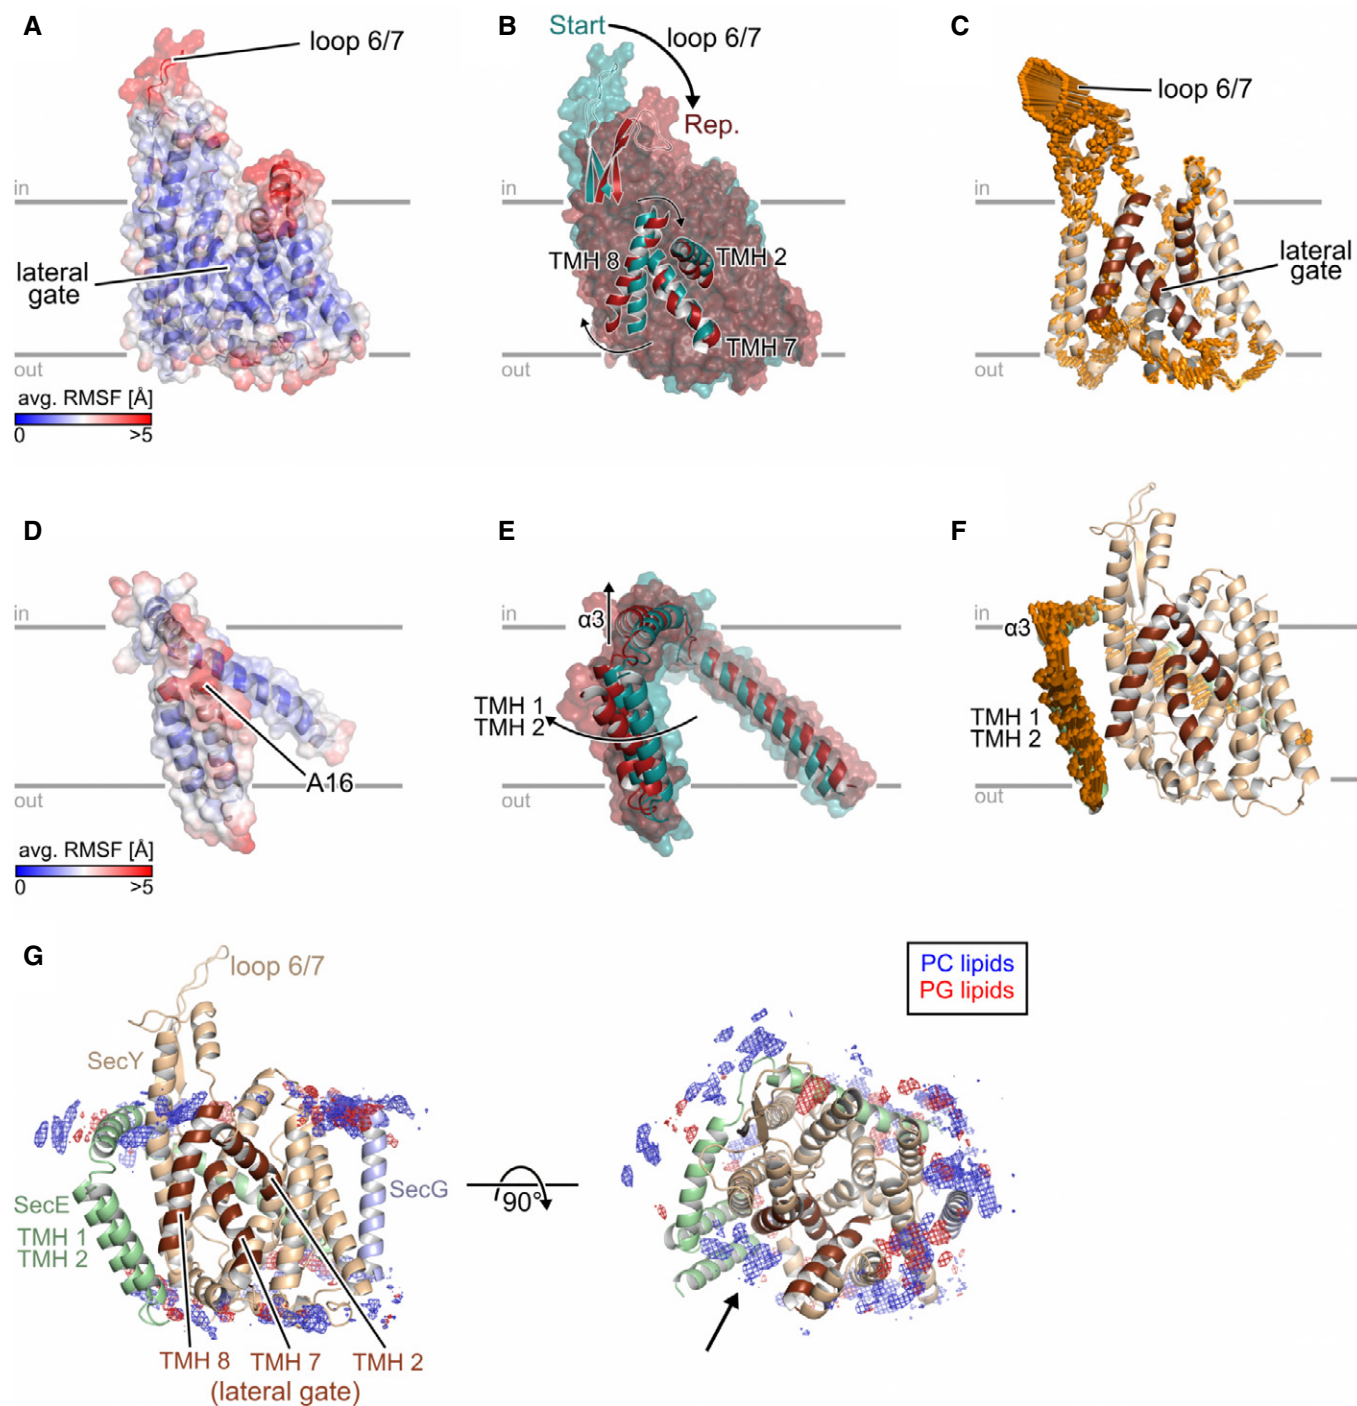 A
loop 6/7
in
lateral
gate
out
avg. RMSF [Å]
0 >5
B
Start
loop 6/7
Rep.
in
TMH 8
TMH 2
TMH 7
out
C
loop 6/7
in
lateral
gate
out
D
in
A16
out
avg. RMSF [Å]
0 >5
E
in
α3
TMH 1
TMH 2
out
F
in
α3
TMH 1
TMH 2
out
G
loop 6/7
SecY
SecE
TMH 1
TMH 2
SecG
TMH 8 TMH 7 TMH 2
(lateral gate)
90°
PC lipids
PG lipids